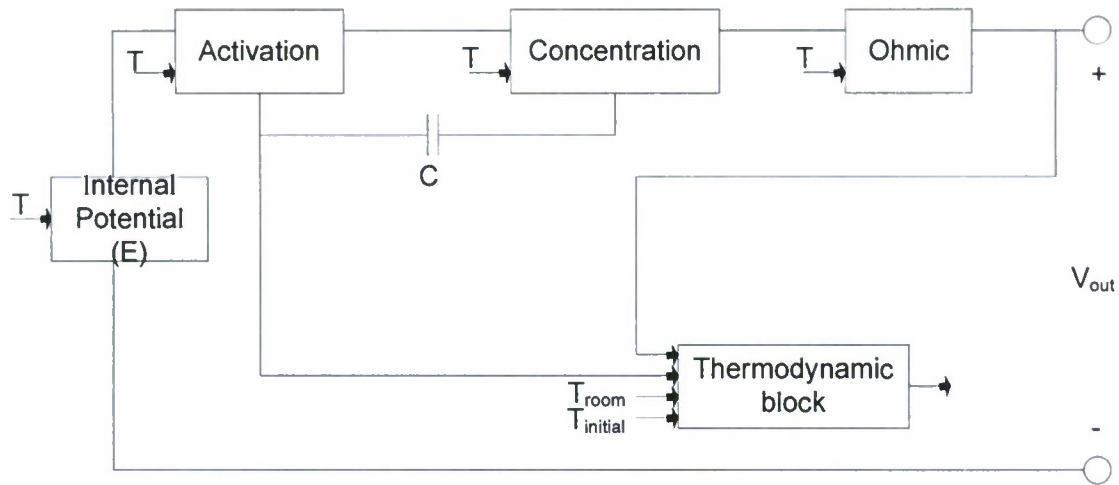 Activation
Concentration
Ohmic
T
T
T
+
C
Internal
Potential
(E)
T
Vout
Thermodynamic
block
Troom
Tinitial
-